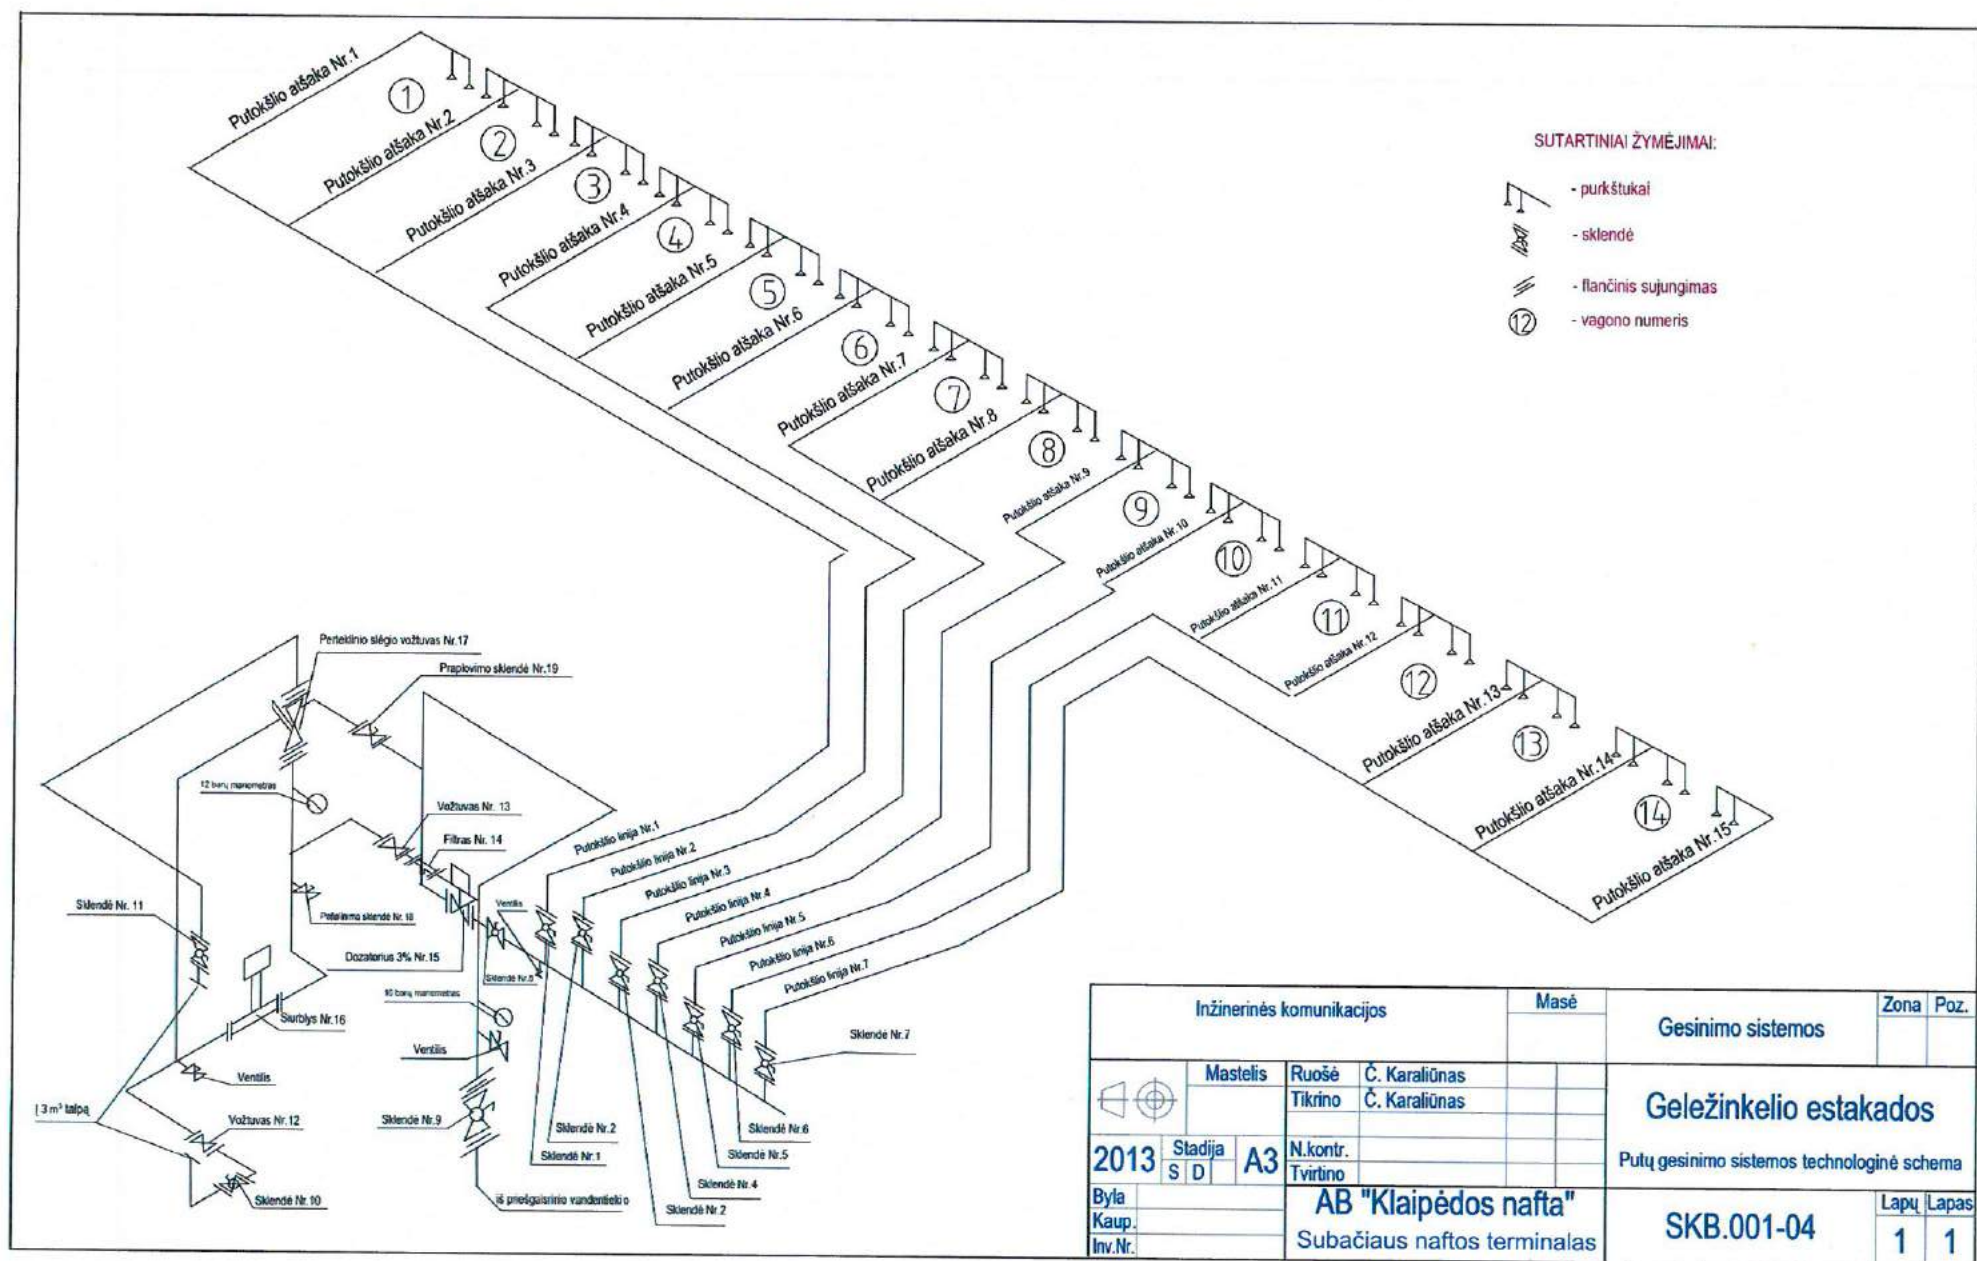 Putokšlio atšaka Nr.1
Putokšlio atšaka Nr.2
Putokšlio atšaka Nr.3
Putokšlio atšaka Nr.4
Putokšlio atšaka Nr.5
Putokšlio atšaka Nr.6
Putokšlio atšaka Nr.7
Putokšlio atšaka Nr.8
Putokšlio atšaka Nr.9
Putokšlio atšaka Nr.10
Putokšlio atšaka Nr.11
Putokšlio atšaka Nr.12
Putokšlio atšaka Nr.13
Putokšlio atšaka Nr.14
Putokšlio atšaka Nr.15
1
2
3
4
5
6
7
8
9
10
11
12
13
14
SUTARTINIAI ŽYMĖJIMAI:
- purkštukai
- sklendė
- flančinis sujungimas
12 - vagono numeris
Perteklinio slėgio vožtuvas Nr.17
Praplovimo sklendė Nr.19
12 barų manometras
Vožtuvas Nr. 13
Filtras Nr. 14
Sklendė Nr. 11
Petalinimo sklendė Nr. 18
Dozatorius 3% Nr.15
Ventilis
Sklendė Nr.8
10 barų manometras
Siurblys Nr.16
Ventilis
Ventilis
Į 3 m³ talpą
Vožtuvas Nr.12
Sklendė Nr.9
Sklendė Nr.10
iš priešgaisrinio vandentiekio
Putokšlio linija Nr.1
Putokšlio linija Nr.2
Putokšlio linija Nr.3
Putokšlio linija Nr.4
Putokšlio linija Nr.5
Putokšlio linija Nr.6
Putokšlio linija Nr.7
Sklendė Nr.7
Sklendė Nr.2
Sklendė Nr.1
Sklendė Nr.6
Sklendė Nr.5
Sklendė Nr.4
Sklendė Nr.2
Inžinerinės komunikacijos
Masė
Gesinimo sistemos
Zona Poz.
Mastelis
Ruošė Č. Karaliūnas
Tikrino Č. Karaliūnas
N.kontr.
Tvirtino
2013 Stadija A3
S D
Geležinkelio estakados
Putų gesinimo sistemos technologinė schema
Byla
Kaup.
Inv.Nr.
AB "Klaipėdos nafta"
Subačiaus naftos terminalas
SKB.001-04
Lapų Lapas
1 1